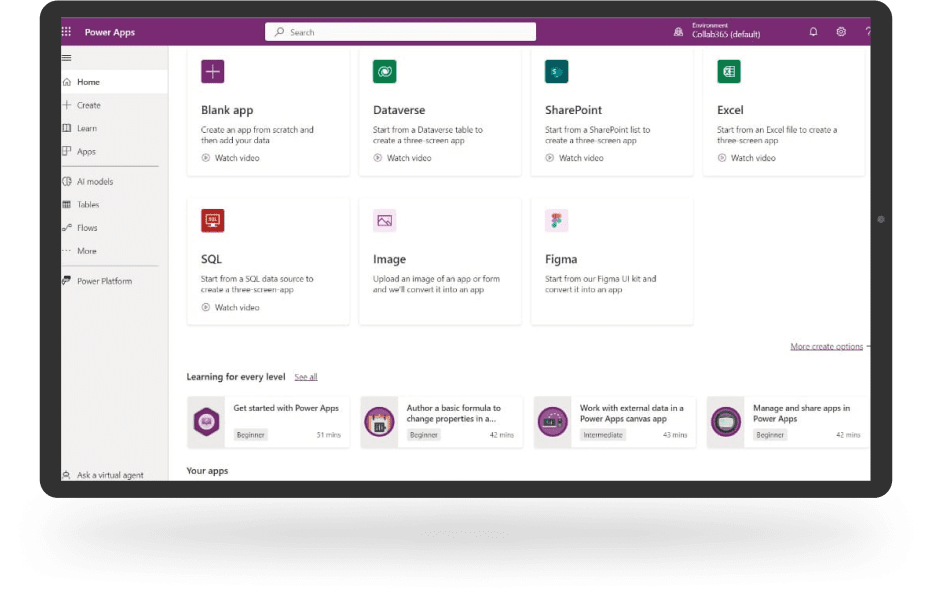 Power Apps
Search
Environment
Collab365 (default)
?
Home
Create
Learn
Apps
AI models
Tables
Flows
More
Power Platform
Ask a virtual agent
Blank app
Create an app from scratch and
then add your data
Watch video
Dataverse
Start from a Dataverse table to
create a three-screen app
Watch video
SharePoint
Start from a SharePoint list to
create a three-screen app
Watch video
Excel
Start from an Excel file to create a
three-screen app
Watch video
SQL
SQL
Start from a SQL data source to
create a three-screen-app
Watch video
Image
Upload an image of an app or form
and we'll convert it into an app
Figma
Start from our Figma UI kit and
convert it into an app
More create options
Learning for every level See all
Get started with Power Apps
Beginner 51 mins
Author a basic formula to
change properties in a...
Beginner 42 mins
Work with external data in a
Power Apps canvas app
Intermediate 43 mins
Manage and share apps in
Power Apps
Beginner 42 mins
Your apps